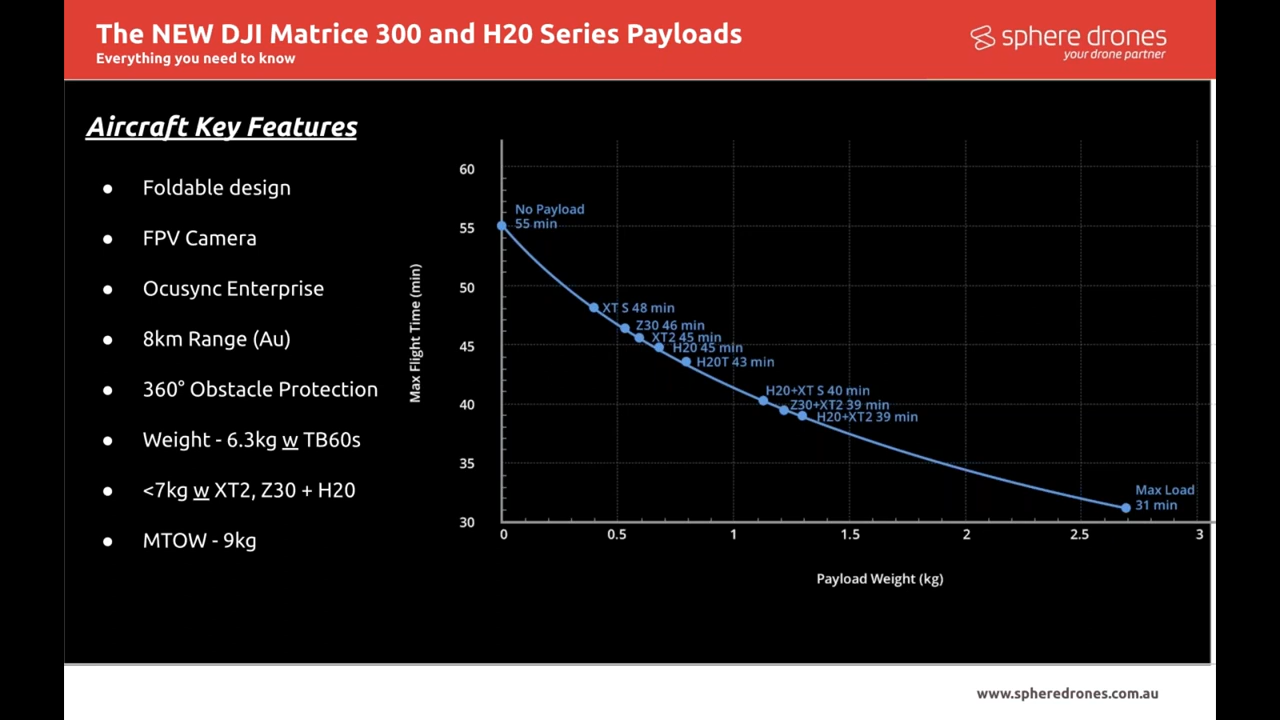 The NEW DJI Matrice 300 and H20 Series Payloads
Everything you need to know
sphere drones
your drone partner
Aircraft Key Features
● Foldable design
● FPV Camera
● Ocusync Enterprise
● 8km Range (Au)
● 360° Obstacle Protection
● Weight - 6.3kg w TB60s
● <7kg w XT2, Z30 + H20
● MTOW - 9kg
Max Flight Time (min)
60
55
50
45
40
35
30
No Payload
55 min
XT S 48 min
Z30 46 min
XT2 45 min
H20 45 min
H20T 43 min
H20+XT S 40 min
Z30+XT2 39 min
H20+XT2 39 min
Max Load
31 min
0
0.5
1
1.5
2
2.5
3
Payload Weight (kg)
www.spheredrones.com.au